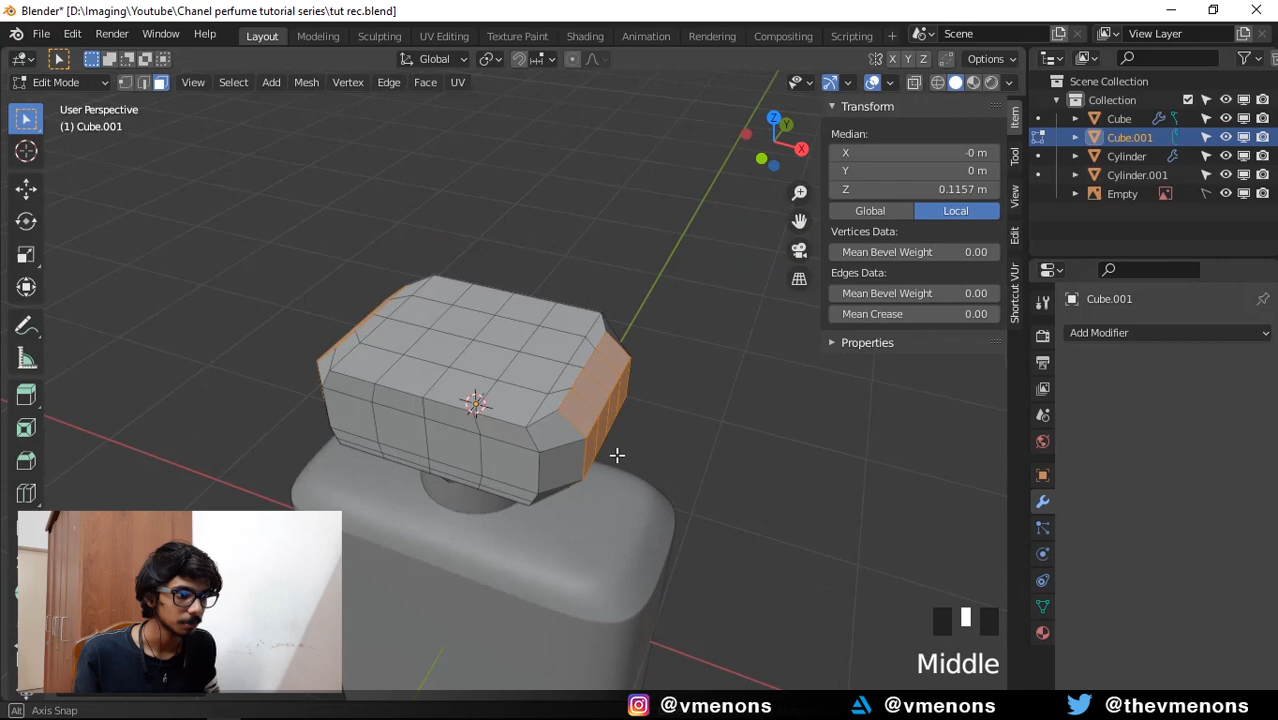 Blender* [D:\Imaging\Youtube\Chanel perfume tutorial series\tut rec.blend]
File Edit Render Window Help Layout Modeling Sculpting UV Editing Texture Paint Shading Animation Rendering Compositing Scripting Scene View Layer
Global X Y Z Options
Edit Mode View Select Add Mesh Vertex Edge Face UV
User Perspective
(1) Cube.001
Z
Y
X
Transform
Median:
X -0 m
Y 0 m
Z 0.1157 m
Global Local
Vertices Data:
Mean Bevel Weight 0.00
Edges Data:
Mean Bevel Weight 0.00
Mean Crease 0.00
Properties
Item
Tool
View
Edit
Shortcut VUr
Scene Collection
Collection
Cube
Cube.001
Cylinder
Cylinder.001
Empty
Cube.001
Add Modifier
Middle
@vmenons @vmenons @thevmenons
Alt Axis Snap